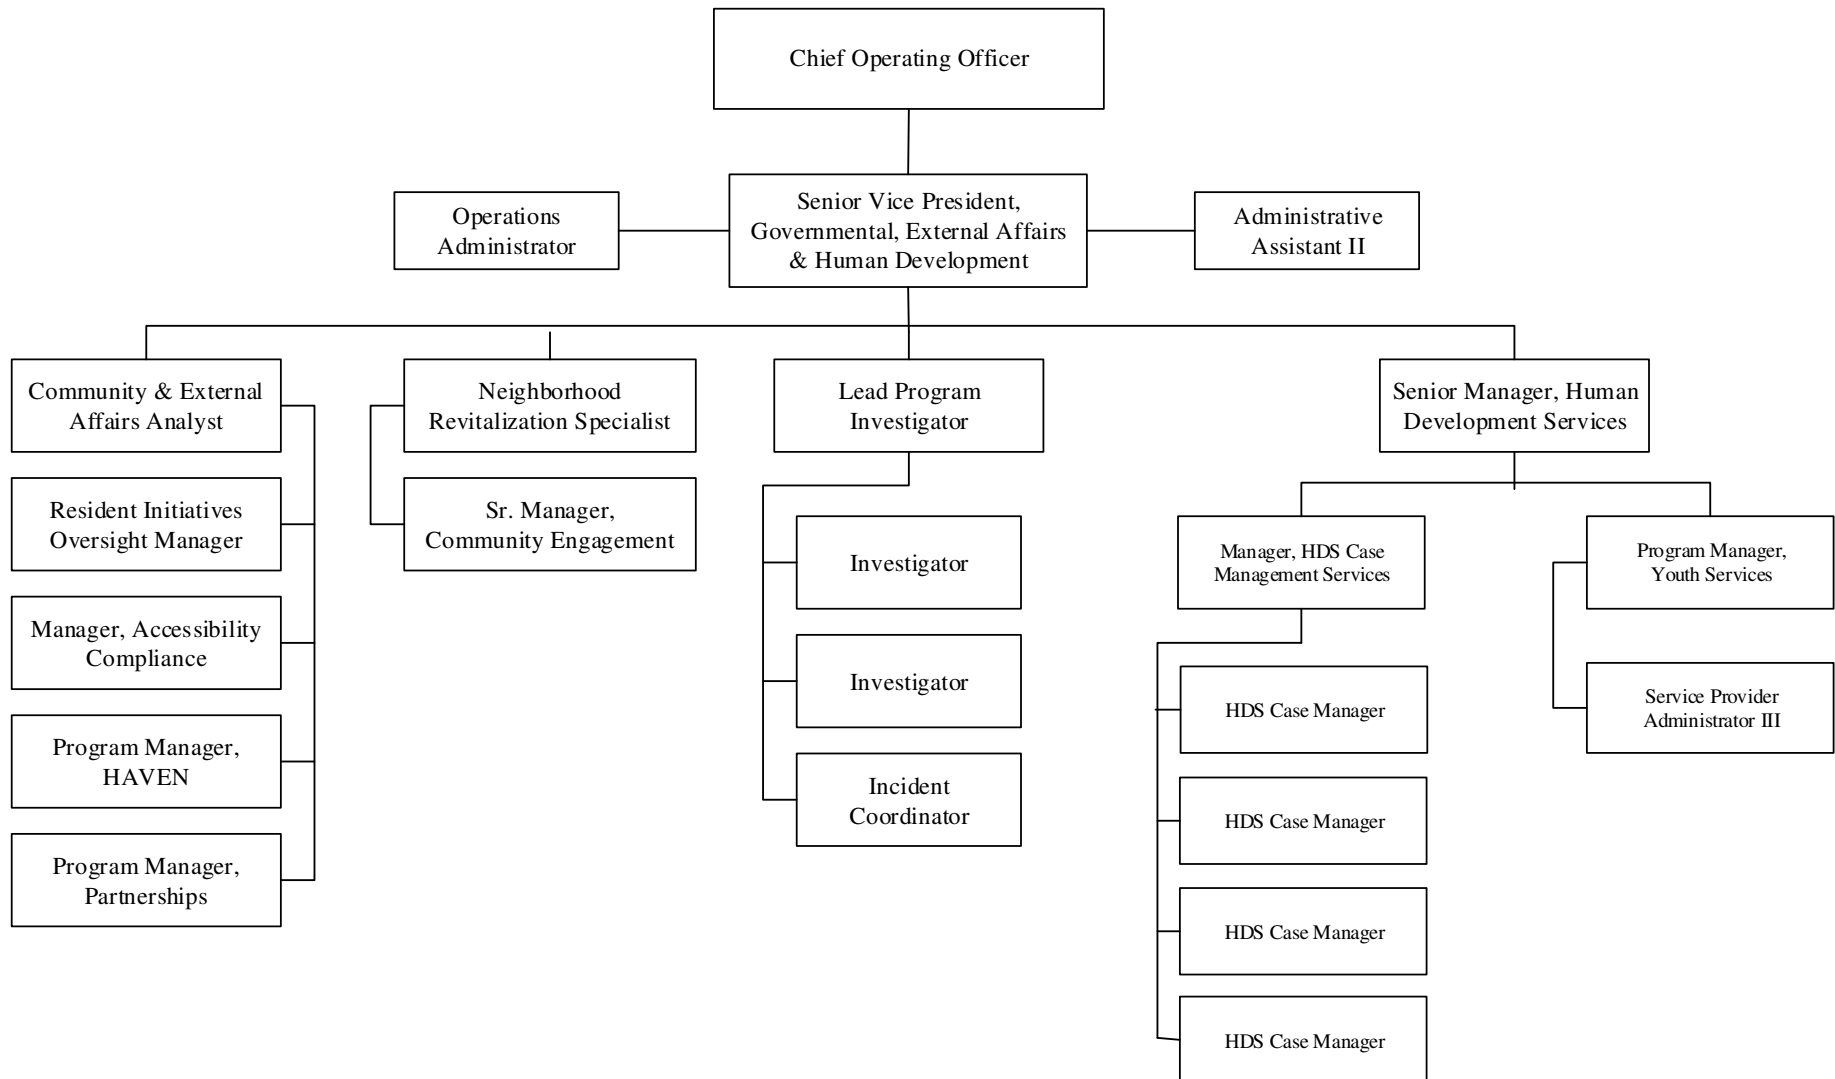 Chief Operating Officer
Operations
Administrator
Senior Vice President,
Governmental, External Affairs
& Human Development
Administrative
Assistant II
Community & External
Affairs Analyst
Resident Initiatives
Oversight Manager
Manager, Accessibility
Compliance
Program Manager,
HAVEN
Program Manager,
Partnerships
Neighborhood
Revitalization Specialist
Sr. Manager,
Community Engagement
Lead Program
Investigator
Investigator
Investigator
Incident
Coordinator
Senior Manager, Human
Development Services
Manager, HDS Case
Management Services
HDS Case Manager
HDS Case Manager
HDS Case Manager
HDS Case Manager
Program Manager,
Youth Services
Service Provider
Administrator III